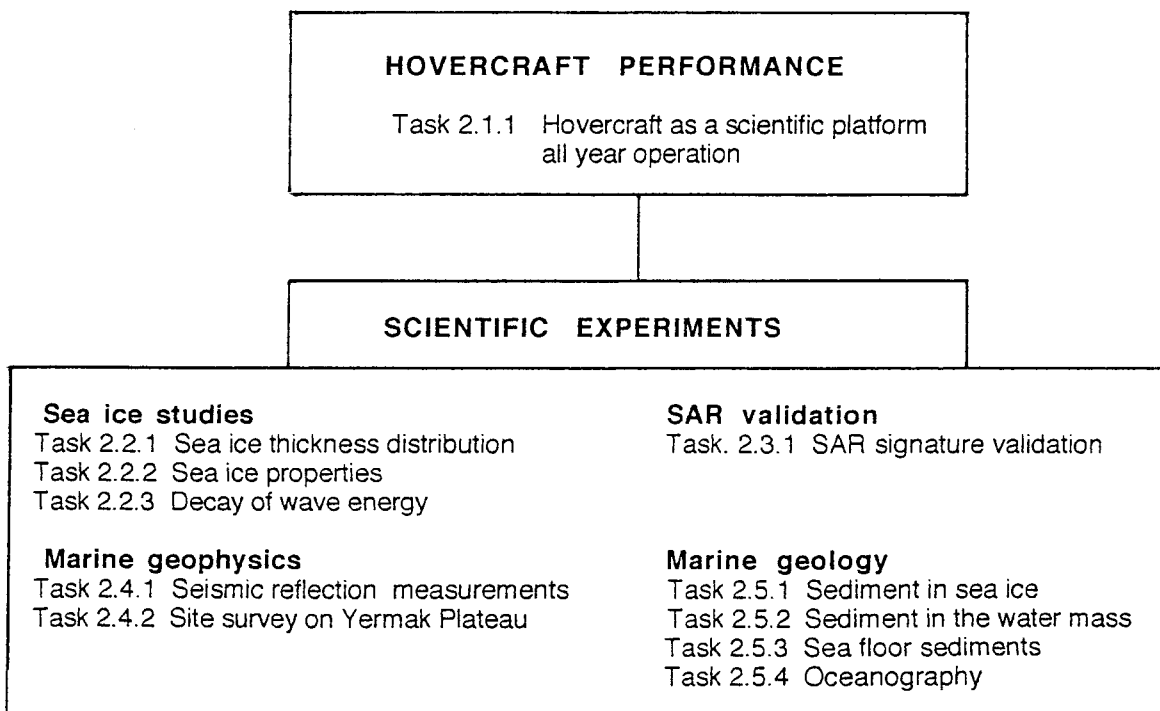 HOVERCRAFT PERFORMANCE
Task 2.1.1 Hovercraft as a scientific platform
all year operation
SCIENTIFIC EXPERIMENTS
Sea ice studies
Task 2.2.1 Sea ice thickness distribution
Task 2.2.2 Sea ice properties
Task 2.2.3 Decay of wave energy
SAR validation
Task. 2.3.1 SAR signature validation
Marine geophysics
Task 2.4.1 Seismic reflection measurements
Task 2.4.2 Site survey on Yermak Plateau
Marine geology
Task 2.5.1 Sediment in sea ice
Task 2.5.2 Sediment in the water mass
Task 2.5.3 Sea floor sediments
Task 2.5.4 Oceanography